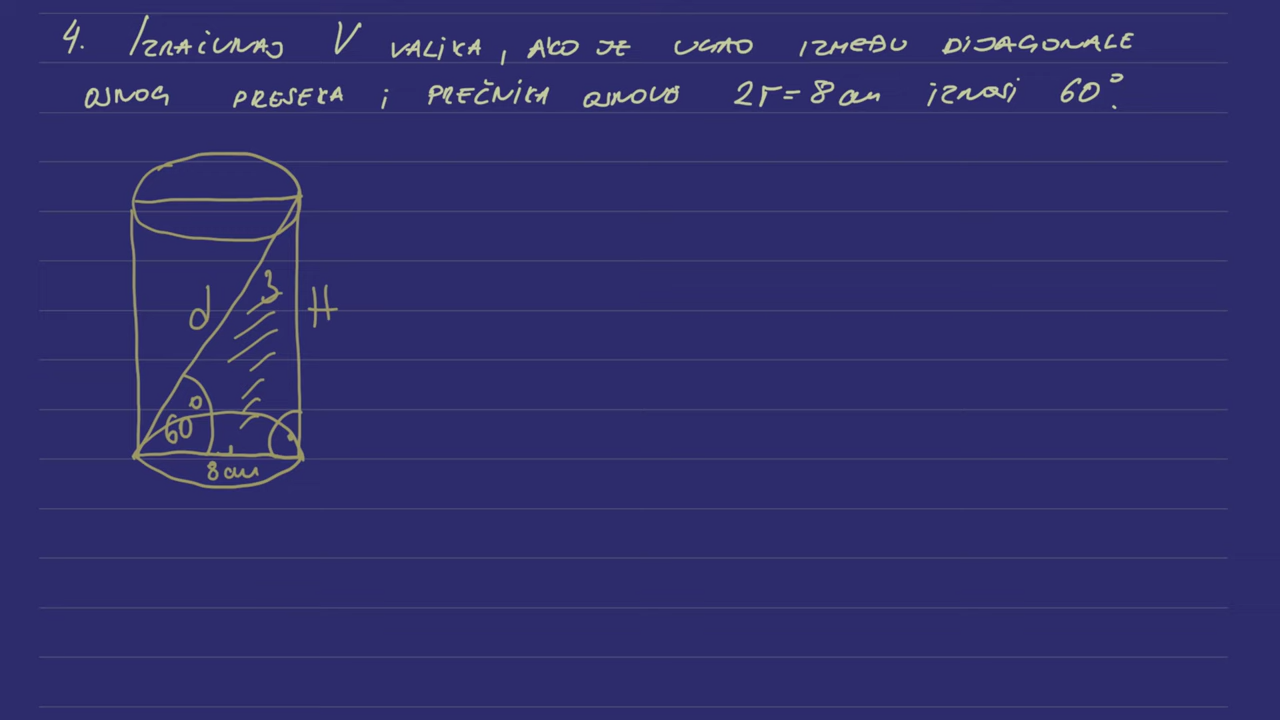 4. IZRAČUNAJ V VALJKA, AKO JE UGAO IZMEĐU DIJAGONALE
OSNOG PRESEKA i PREČNIKA OSNOVE 2r = 8 cm IZNOSI 60°.
d
H
60°
8 cm